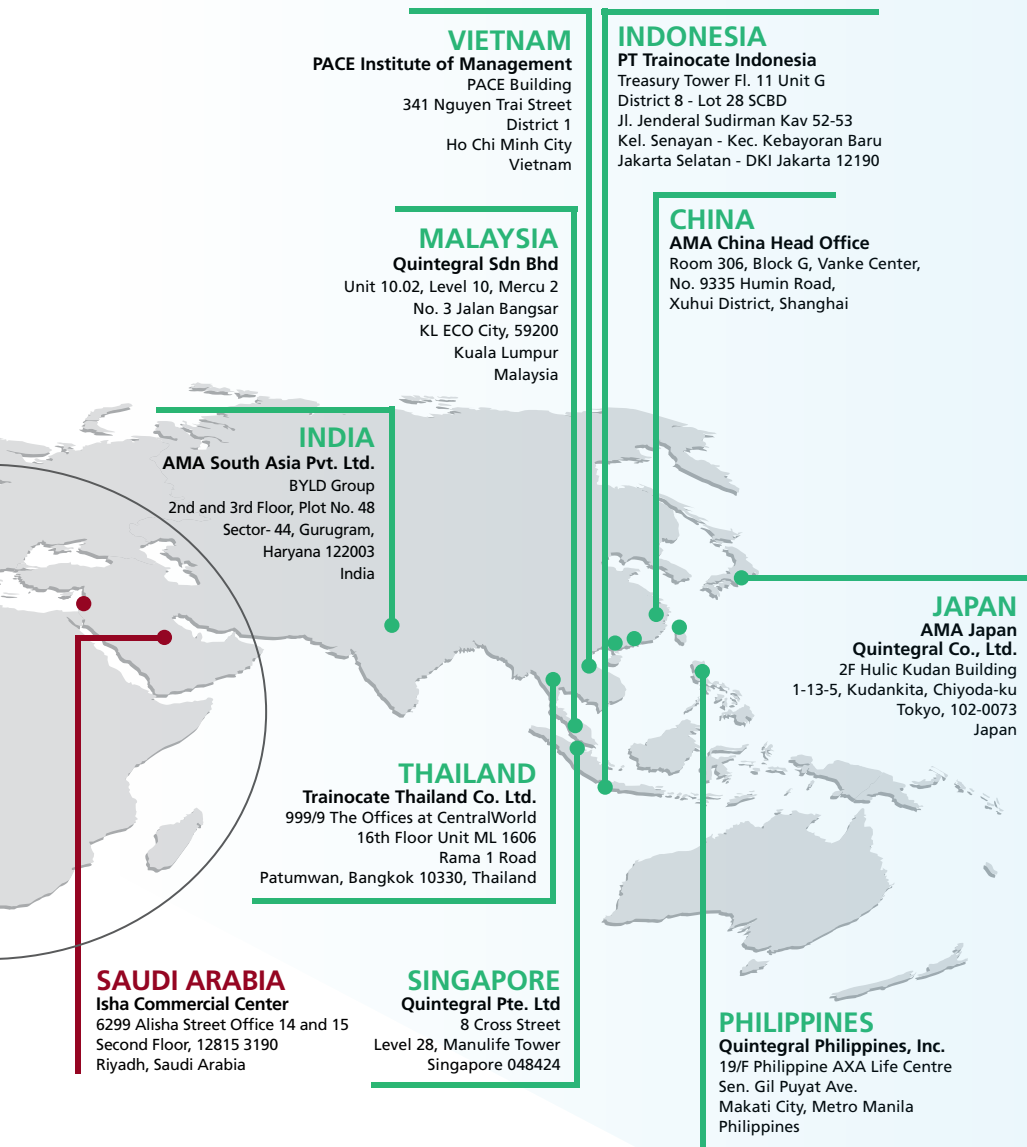 VIETNAM
PACE Institute of Management
PACE Building
341 Nguyen Trai Street
District 1
Ho Chi Minh City
Vietnam
INDONESIA
PT Trainocate Indonesia
Treasury Tower Fl. 11 Unit G
District 8 - Lot 28 SCBD
Jl. Jenderal Sudirman Kav 52-53
Kel. Senayan - Kec. Kebayoran Baru
Jakarta Selatan - DKI Jakarta 12190
MALAYSIA
Quintegral Sdn Bhd
Unit 10.02, Level 10, Mercu 2
No. 3 Jalan Bangsar
KL ECO City, 59200
Kuala Lumpur
Malaysia
CHINA
AMA China Head Office
Room 306, Block G, Vanke Center,
No. 9335 Humin Road,
Xuhui District, Shanghai
INDIA
AMA South Asia Pvt. Ltd.
BYLD Group
2nd and 3rd Floor, Plot No. 48
Sector- 44, Gurugram,
Haryana 122003
India
JAPAN
AMA Japan
Quintegral Co., Ltd.
2F Hulic Kudan Building
1-13-5, Kudankita, Chiyoda-ku
Tokyo, 102-0073
Japan
THAILAND
Trainocate Thailand Co. Ltd.
999/9 The Offices at CentralWorld
16th Floor Unit ML 1606
Rama 1 Road
Patumwan, Bangkok 10330, Thailand
SAUDI ARABIA
Isha Commercial Center
6299 Alisha Street Office 14 and 15
Second Floor, 12815 3190
Riyadh, Saudi Arabia
SINGAPORE
Quintegral Pte. Ltd
8 Cross Street
Level 28, Manulife Tower
Singapore 048424
PHILIPPINES
Quintegral Philippines, Inc.
19/F Philippine AXA Life Centre
Sen. Gil Puyat Ave.
Makati City, Metro Manila
Philippines